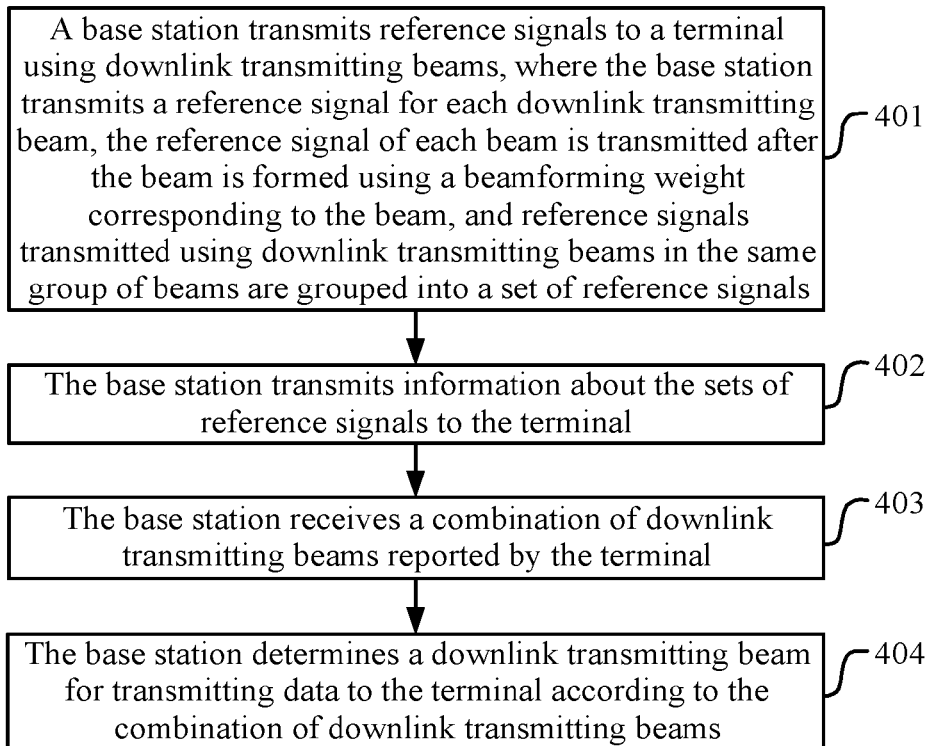 A base station transmits reference signals to a terminal
using downlink transmitting beams, where the base station
transmits a reference signal for each downlink transmitting
beam, the reference signal of each beam is transmitted after
the beam is formed using a beamforming weight
corresponding to the beam, and reference signals
transmitted using downlink transmitting beams in the same
group of beams are grouped into a set of reference signals
401
The base station transmits information about the sets of
reference signals to the terminal
402
The base station receives a combination of downlink
transmitting beams reported by the terminal
403
The base station determines a downlink transmitting beam
for transmitting data to the terminal according to the
combination of downlink transmitting beams
404